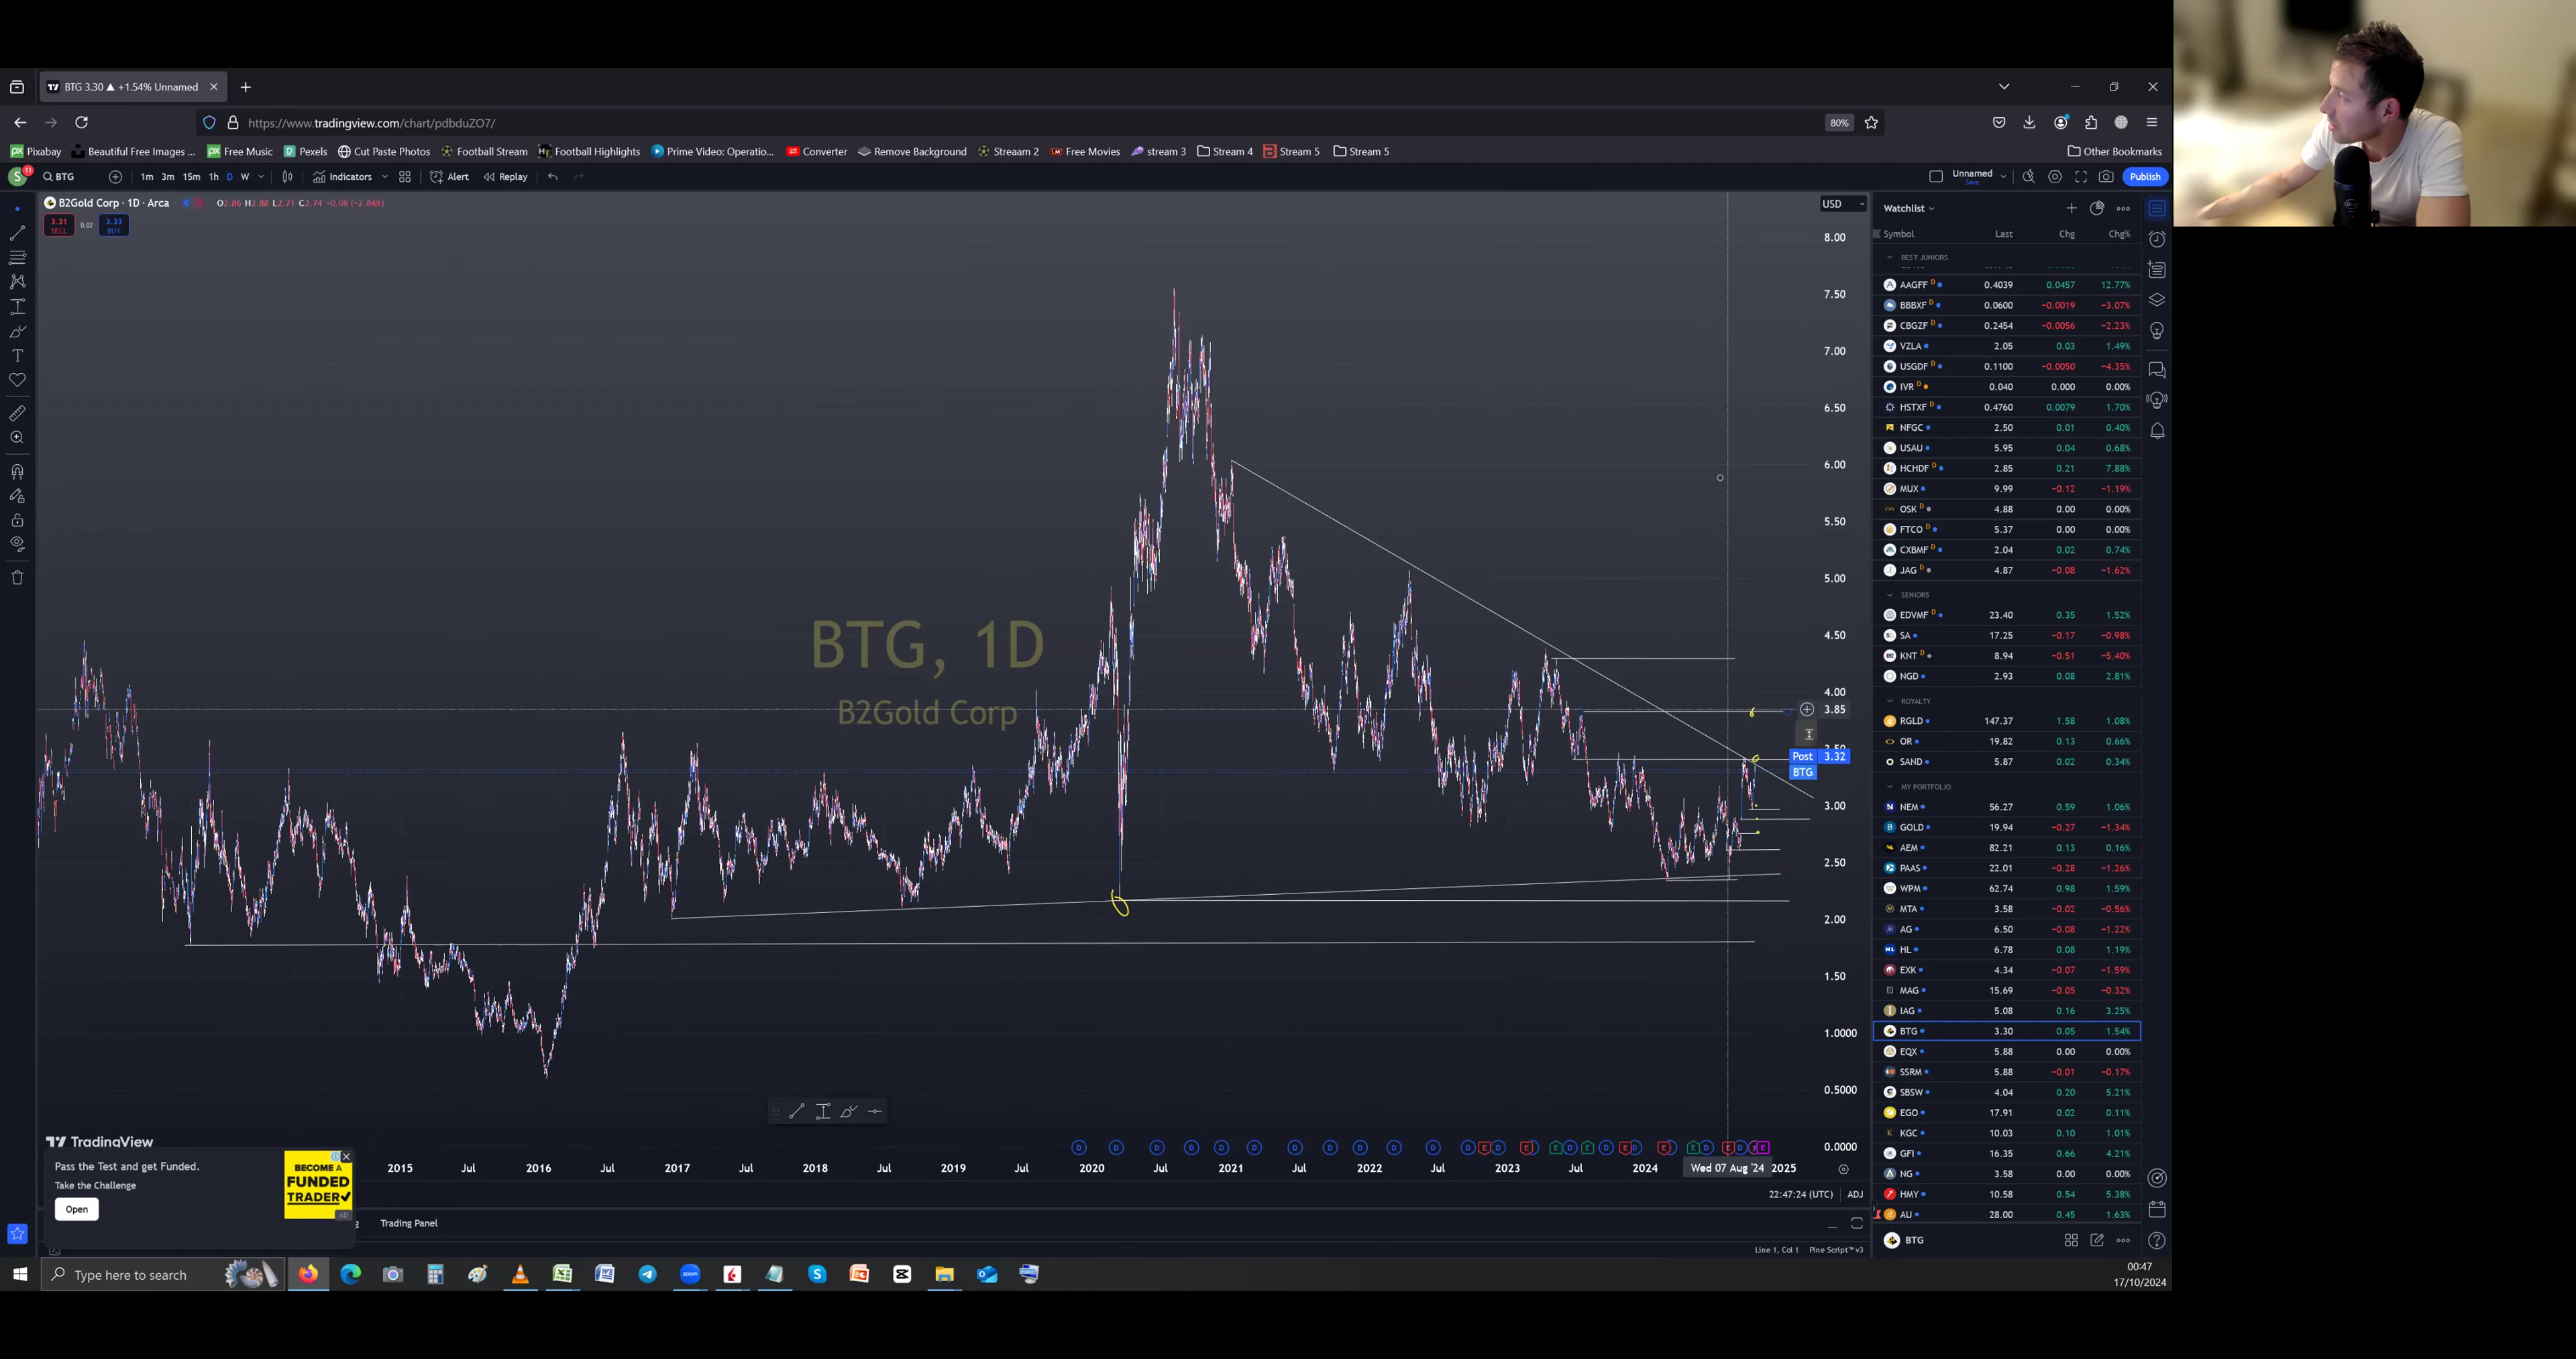 BTG 3.30 ▲ +1.54% Unnamed
https://www.tradingview.com/chart/pdbduZO7/
80%
Pixabay Beautiful Free Images ... Free Music Pexels Cut Paste Photos Football Stream Football Highlights Prime Video: Operatio... Converter Remove Background Streaam 2 Free Movies stream 3 Stream 4 Stream 5 Stream 5 Other Bookmarks
S 11 BTG 1m 3m 15m 1h D W Indicators Alert Replay Unnamed Save Publish
B2Gold Corp · 1D · Arca O2.86 H2.88 L2.71 C2.74 −0.08 (−2.84%)
3.31 SELL 0.02 3.33 BUY
USD
8.00
7.50
7.00
6.50
6.00
5.50
5.00
4.50
4.00
3.85
Post 3.32
BTG
3.00
2.50
2.00
1.50
1.0000
0.5000
0.0000
BTG, 1D
B2Gold Corp
TradingView
Pass the Test and get Funded.
Take the Challenge
Open
BECOME A
FUNDED
TRADER
AD
2015 Jul 2016 Jul 2017 Jul 2018 Jul 2019 Jul 2020 Jul 2021 Jul 2022 Jul 2023 Jul 2024 Wed 07 Aug '24 2025
22:47:24 (UTC) ADJ
Trading Panel
Line 1, Col 1 Pine Script™ v3
Watchlist
Symbol Last Chg Chg%
BEST JUNIORS
AAGFF D 0.4039 0.0457 12.77%
BBBXF D 0.0600 −0.0019 −3.07%
CBGZF D 0.2454 −0.0056 −2.23%
VZLA 2.05 0.03 1.49%
USGDF D 0.1100 −0.0050 −4.35%
IVR D 0.040 0.000 0.00%
HSTXF D 0.4760 0.0079 1.70%
NFGC 2.50 0.01 0.40%
USAU 5.95 0.04 0.68%
HCHDF D 2.85 0.21 7.88%
MUX 9.99 −0.12 −1.19%
OSK D 4.88 0.00 0.00%
FTCO D 5.37 0.00 0.00%
CXBMF D 2.04 0.02 0.74%
JAG D 4.87 −0.08 −1.62%
SENIORS
EDVMF D 23.40 0.35 1.52%
SA 17.25 −0.17 −0.98%
KNT D 8.94 −0.51 −5.40%
NGD 2.93 0.08 2.81%
ROYALTY
RGLD 147.37 1.58 1.08%
OR 19.82 0.13 0.66%
SAND 5.87 0.02 0.34%
MY PORTFOLIO
NEM 56.27 0.59 1.06%
GOLD 19.94 −0.27 −1.34%
AEM 82.21 0.13 0.16%
PAAS 22.01 −0.28 −1.26%
WPM 62.74 0.98 1.59%
MTA 3.58 −0.02 −0.56%
AG 6.50 −0.08 −1.22%
HL 6.78 0.08 1.19%
EXK 4.34 −0.07 −1.59%
MAG 15.69 −0.05 −0.32%
IAG 5.08 0.16 3.25%
BTG 3.30 0.05 1.54%
EQX 5.88 0.00 0.00%
SSRM 5.88 −0.01 −0.17%
SBSW 4.04 0.20 5.21%
EGO 17.91 0.02 0.11%
KGC 10.03 0.10 1.01%
GFI 16.35 0.66 4.21%
NG 3.58 0.00 0.00%
HMY 10.58 0.54 5.38%
AU 28.00 0.45 1.63%
BTG
Type here to search
00:47
17/10/2024